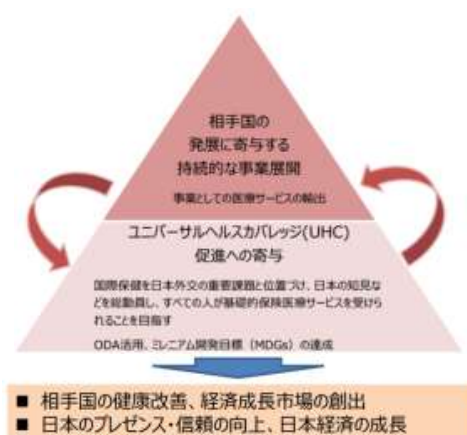 相手国の
発展に寄与する
持続的な事業展開
事業としての医療サービスの輸出
ユニバーサルヘルスカバレッジ(UHC)
促進への寄与
国際保健を日本外交の重要課題と位置づけ、日本の知見な
どを総動員し、すべての人が基礎的保険医療サービスを受けら
れることを目指す
ODA活用、ミレニアム開発目標（MDGs）の達成
■ 相手国の健康改善、経済成長市場の創出
■ 日本のプレゼンス・信頼の向上、日本経済の成長